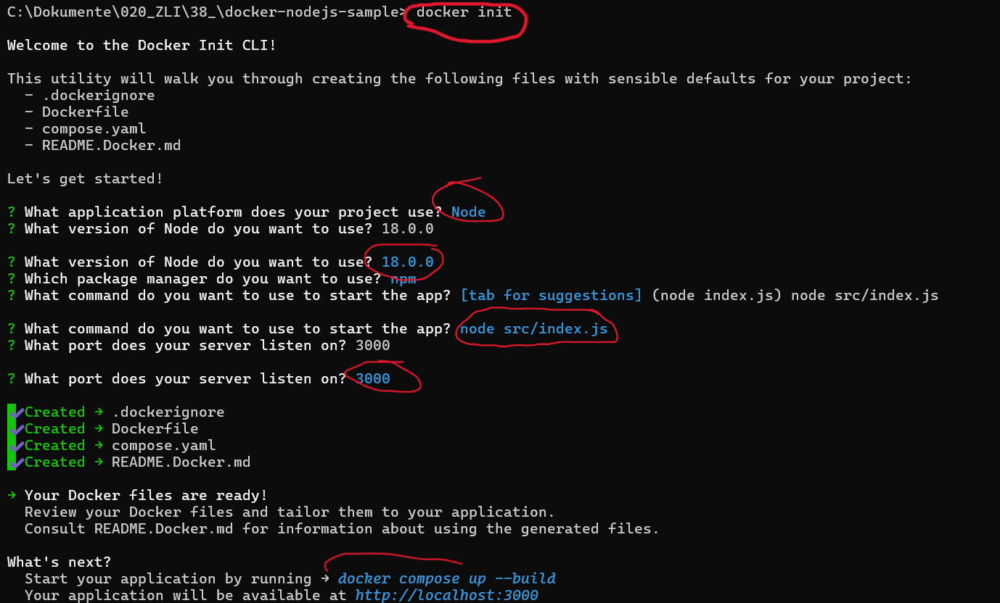 C:\Dokumente\020_ZLI\38_\docker-nodejs-sample> docker init
Welcome to the Docker Init CLI!
This utility will walk you through creating the following files with sensible defaults for your project:
  - .dockerignore
  - Dockerfile
  - compose.yaml
  - README.Docker.md
Let's get started!
? What application platform does your project use? Node
? What version of Node do you want to use? 18.0.0
? What version of Node do you want to use? 18.0.0
? Which package manager do you want to use? npm
? What command do you want to use to start the app? [tab for suggestions] (node index.js) node src/index.js
? What command do you want to use to start the app? node src/index.js
? What port does your server listen on? 3000
? What port does your server listen on? 3000
✔Created → .dockerignore
✔Created → Dockerfile
✔Created → compose.yaml
✔Created → README.Docker.md
→ Your Docker files are ready!
  Review your Docker files and tailor them to your application.
  Consult README.Docker.md for information about using the generated files.
What's next?
  Start your application by running → docker compose up --build
  Your application will be available at http://localhost:3000